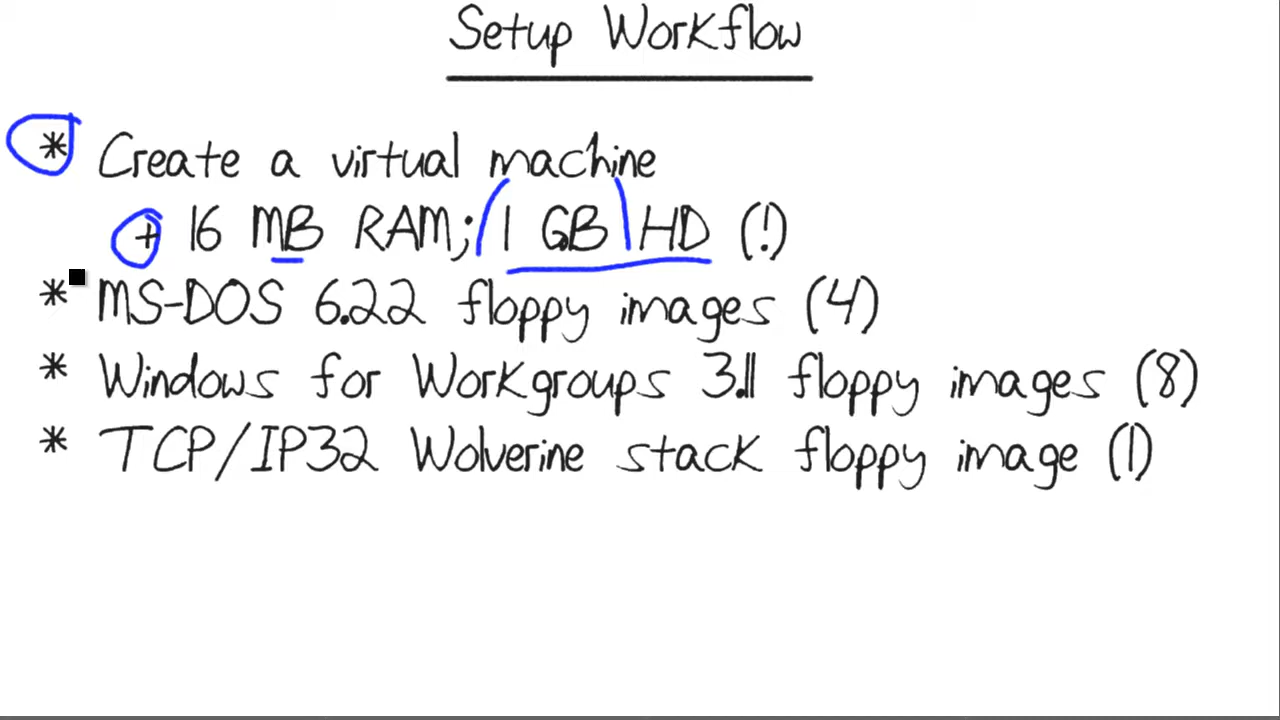 Setup Workflow
* Create a virtual machine
+ 16 MB RAM; 1 GB HD (!)
* MS-DOS 6.22 floppy images (4)
* Windows for Workgroups 3.11 floppy images (8)
* TCP/IP32 Wolverine stack floppy image (1)